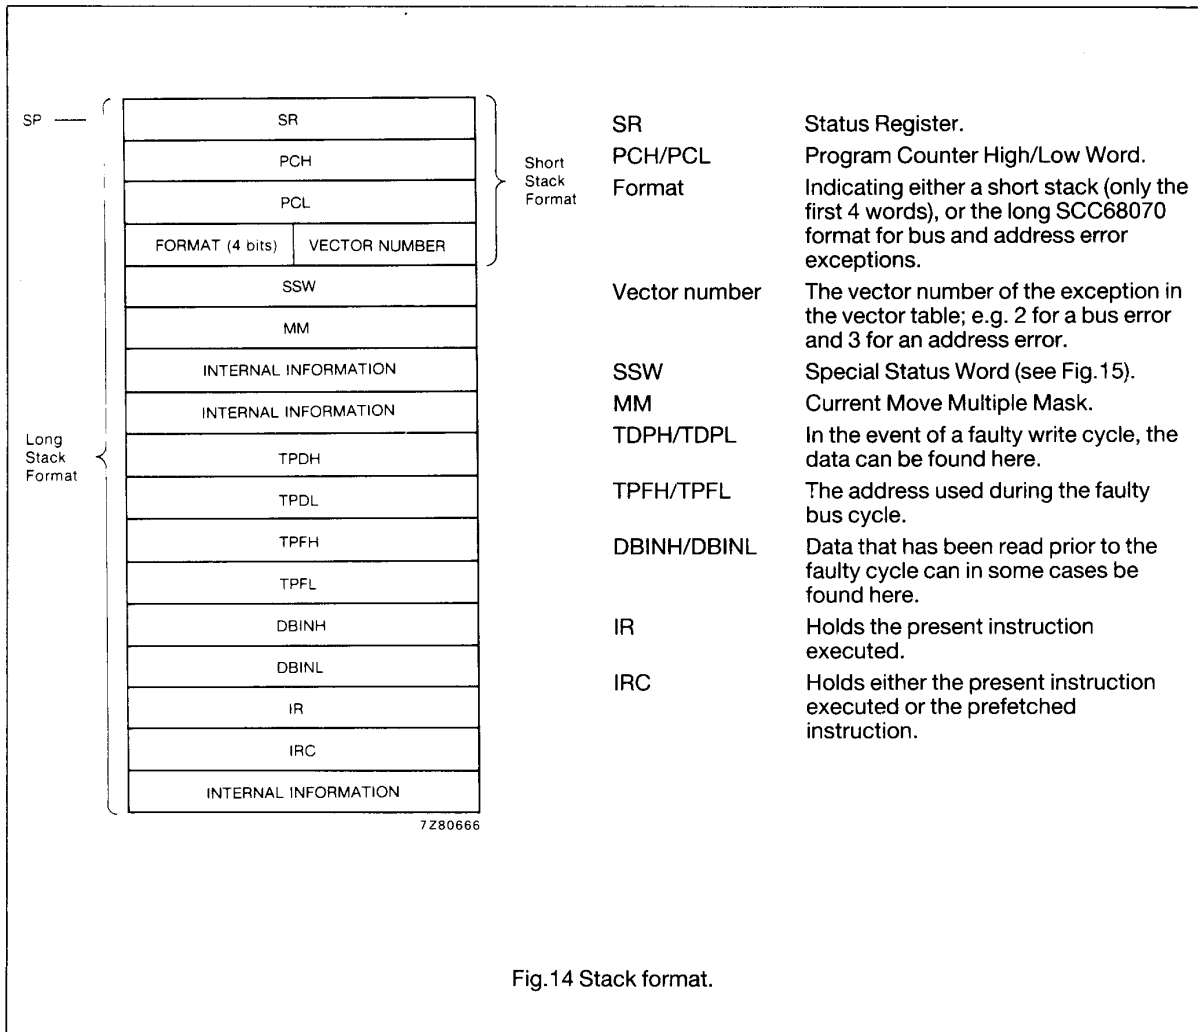 SP
SR
PCH
PCL
FORMAT (4 bits) VECTOR NUMBER
SSW
MM
INTERNAL INFORMATION
INTERNAL INFORMATION
TPDH
TPDL
TPFH
TPFL
DBINH
DBINL
IR
IRC
INTERNAL INFORMATION
Short
Stack
Format
Long
Stack
Format
7Z80666
SR Status Register.
PCH/PCL Program Counter High/Low Word.
Format Indicating either a short stack (only the
first 4 words), or the long SCC68070
format for bus and address error
exceptions.
Vector number The vector number of the exception in
the vector table; e.g. 2 for a bus error
and 3 for an address error.
SSW Special Status Word (see Fig.15).
MM Current Move Multiple Mask.
TDPH/TDPL In the event of a faulty write cycle, the
data can be found here.
TPFH/TPFL The address used during the faulty
bus cycle.
DBINH/DBINL Data that has been read prior to the
faulty cycle can in some cases be
found here.
IR Holds the present instruction
executed.
IRC Holds either the present instruction
executed or the prefetched
instruction.
Fig.14 Stack format.